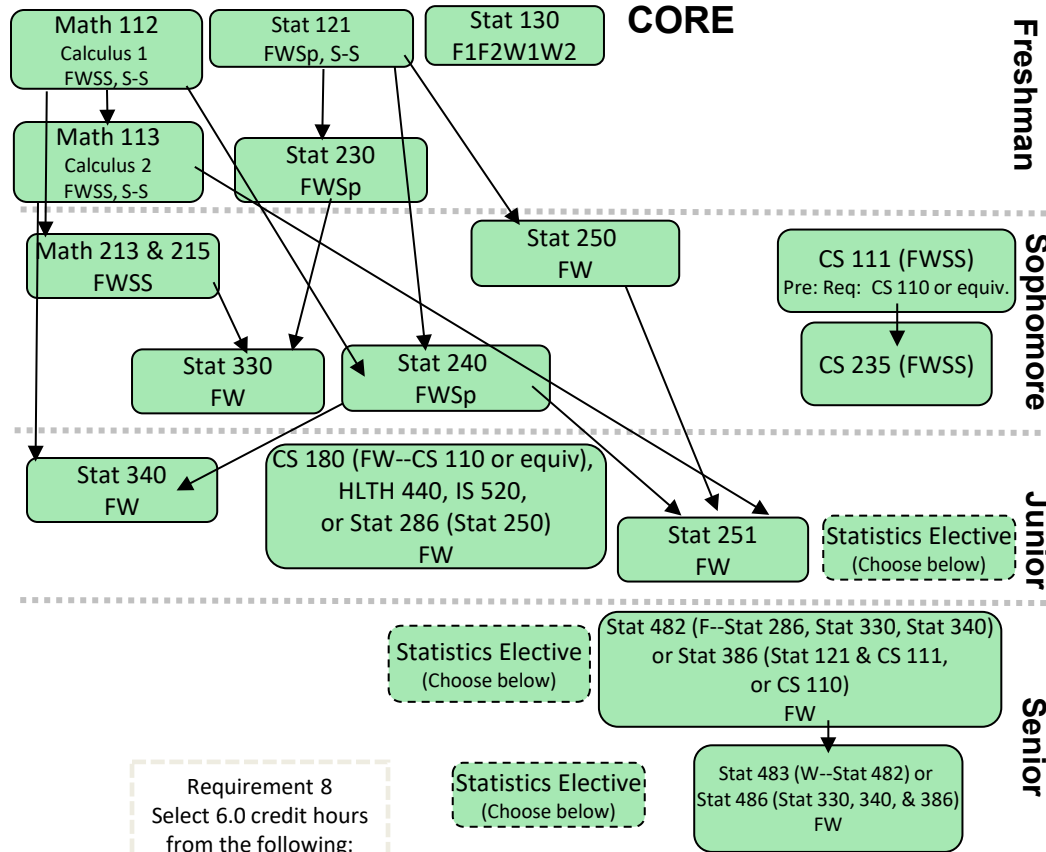 CORE
Freshman
Math 112
Calculus 1
FWSS, S-S
Stat 121
FWSp, S-S
Stat 130
F1F2W1W2
Math 113
Calculus 2
FWSS, S-S
Stat 230
FWSp
Sophomore
Math 213 & 215
FWSS
Stat 250
FW
CS 111 (FWSS)
Pre: Req: CS 110 or equiv.
Stat 330
FW
Stat 240
FWSp
CS 235 (FWSS)
Junior
Stat 340
FW
CS 180 (FW--CS 110 or equiv),
HLTH 440, IS 520,
or Stat 286 (Stat 250)
FW
Stat 251
FW
Statistics Elective
(Choose below)
Senior
Statistics Elective
(Choose below)
Stat 482 (F--Stat 286, Stat 330, Stat 340)
or Stat 386 (Stat 121 & CS 111,
or CS 110)
FW
Requirement 8
Select 6.0 credit hours
from the following:
Statistics Elective
(Choose below)
Stat 483 (W--Stat 482) or
Stat 486 (Stat 330, 340, & 386)
FW